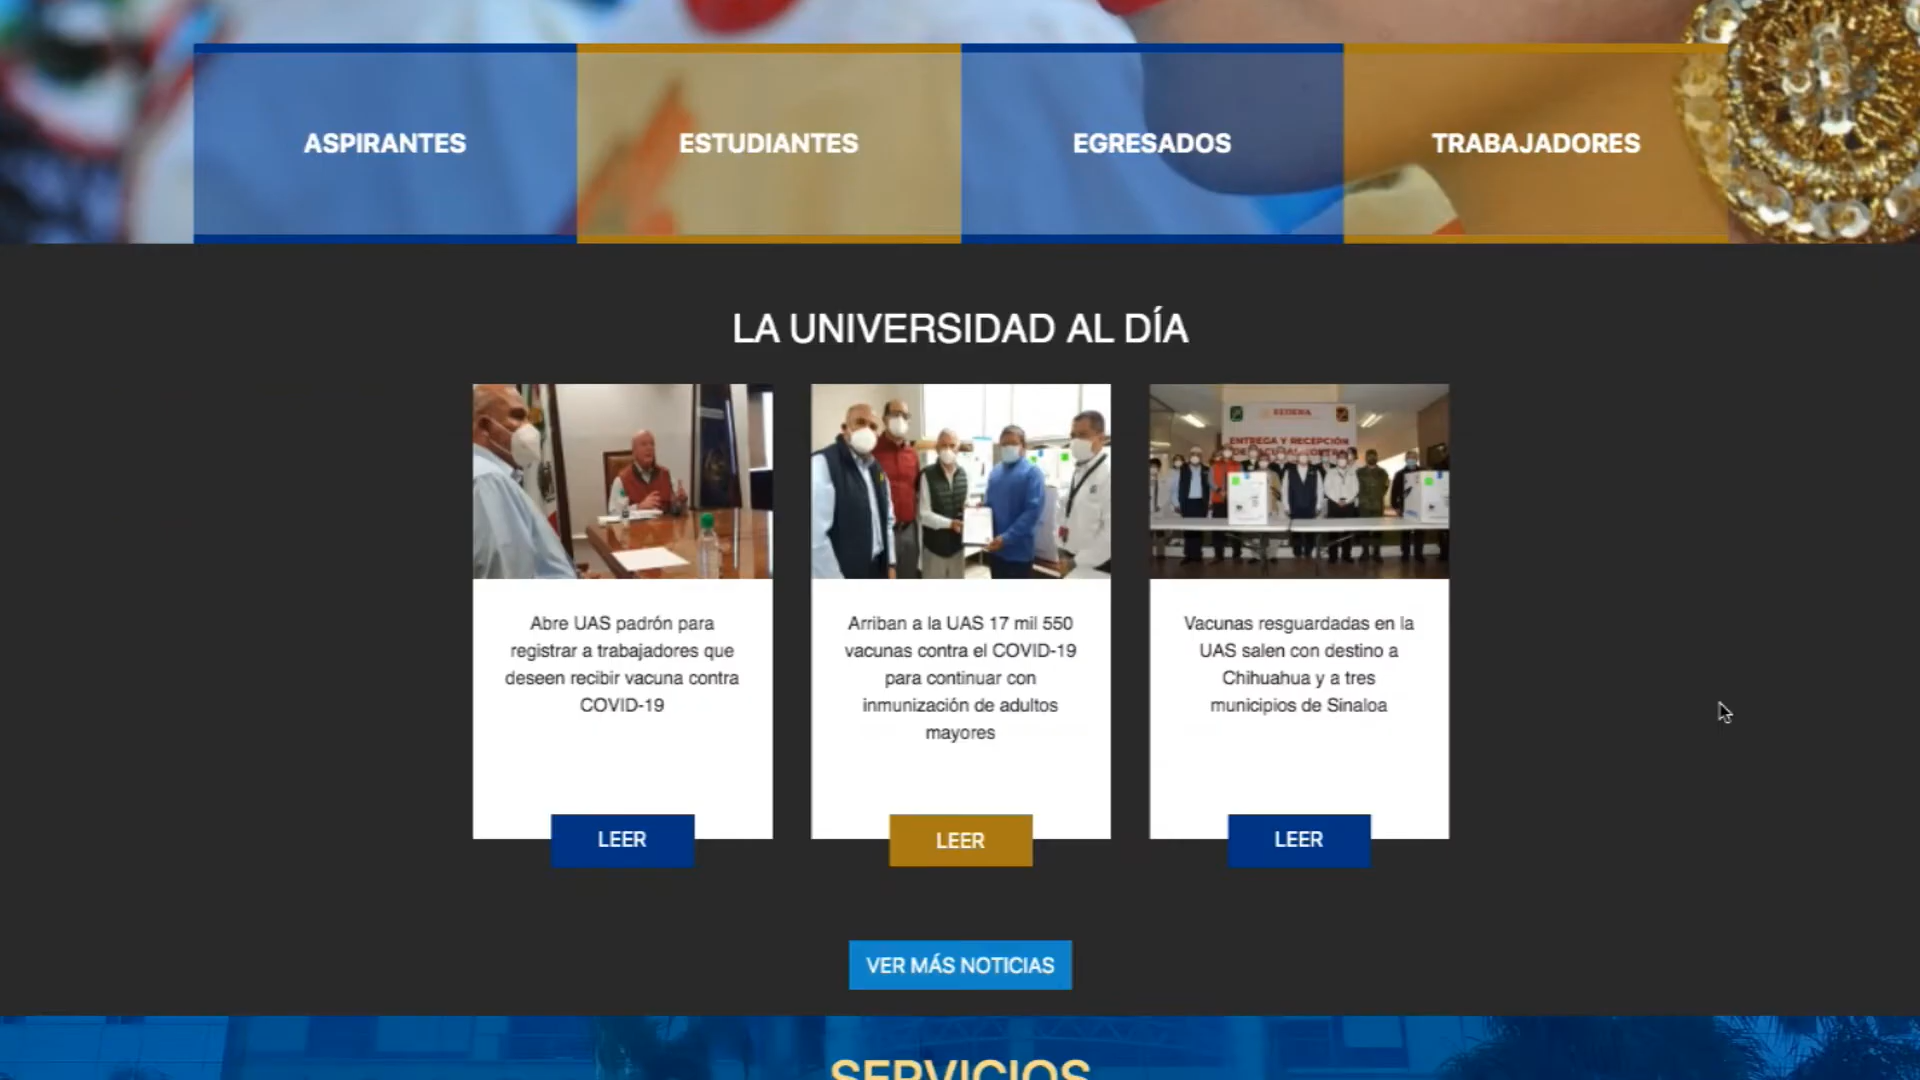 ASPIRANTES
ESTUDIANTES
EGRESADOS
TRABAJADORES
LA UNIVERSIDAD AL DÍA
SEDENA
ENTREGA Y RECEPCIÓN
Abre UAS padrón para
registrar a trabajadores que
deseen recibir vacuna contra
COVID-19
LEER
Arriban a la UAS 17 mil 550
vacunas contra el COVID-19
para continuar con
inmunización de adultos
mayores
LEER
Vacunas resguardadas en la
UAS salen con destino a
Chihuahua y a tres
municipios de Sinaloa
LEER
VER MÁS NOTICIAS
SERVICIOS